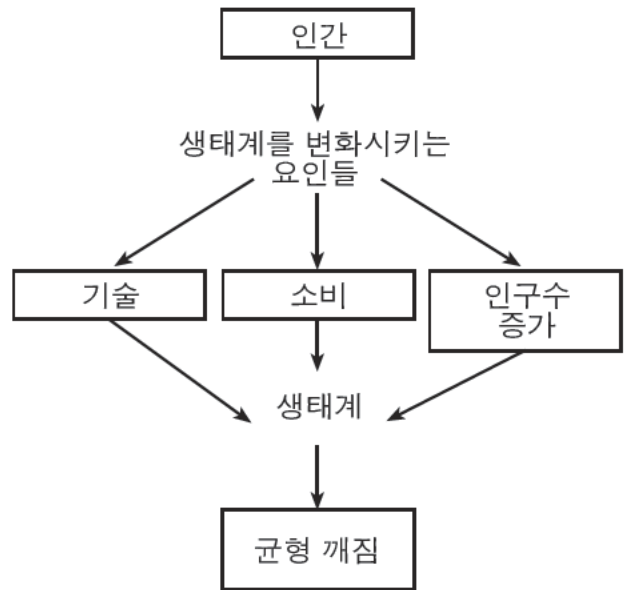 인간
생태계를 변화시키는
요인들
기술
소비
인구수
증가
생태계
균형 깨짐